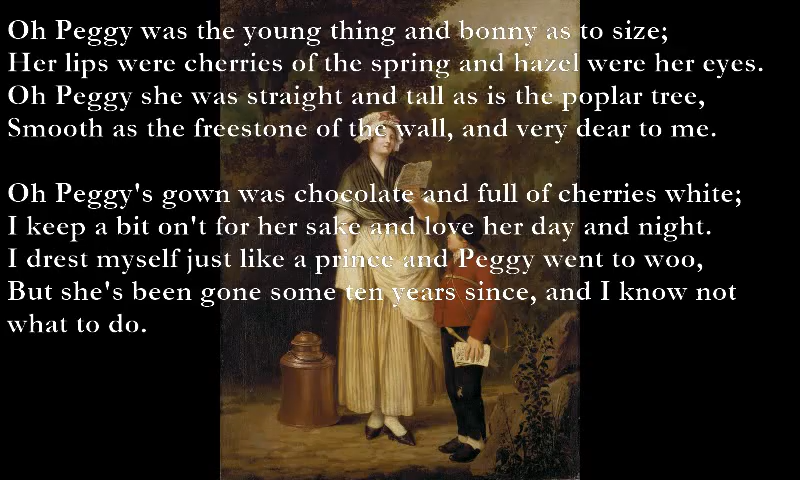 Oh Peggy was the young thing and bonny as to size;
Her lips were cherries of the spring and hazel were her eyes.
Oh Peggy she was straight and tall as is the poplar tree,
Smooth as the freestone of the wall, and very dear to me.
Oh Peggy's gown was chocolate and full of cherries white;
I keep a bit on't for her sake and love her day and night.
I drest myself just like a prince and Peggy went to woo,
But she's been gone some ten years since, and I know not
what to do.